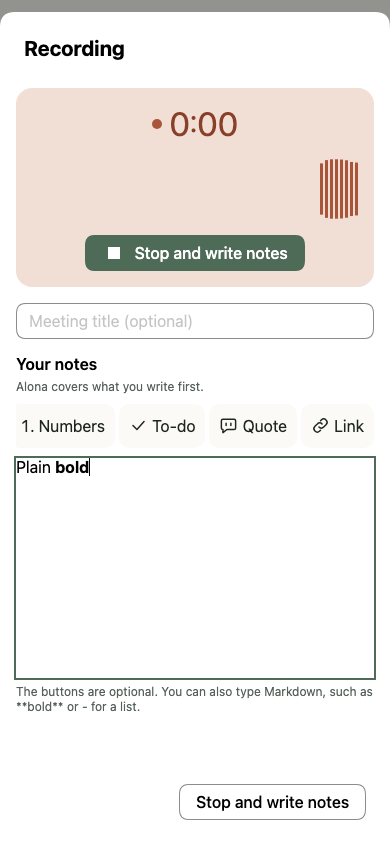 Recording
0:00
Stop and write notes
Meeting title (optional)
Your notes
Alona covers what you write first.
1. Numbers
To-do
Quote
Link
Plain bold
The buttons are optional. You can also type Markdown, such as
**bold** or - for a list.
Stop and write notes